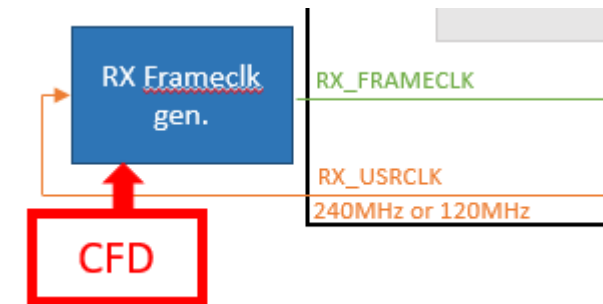 RX Frameclk
gen.
RX_FRAMECLK
RX_USRCLK
240MHz or 120MHz
CFD